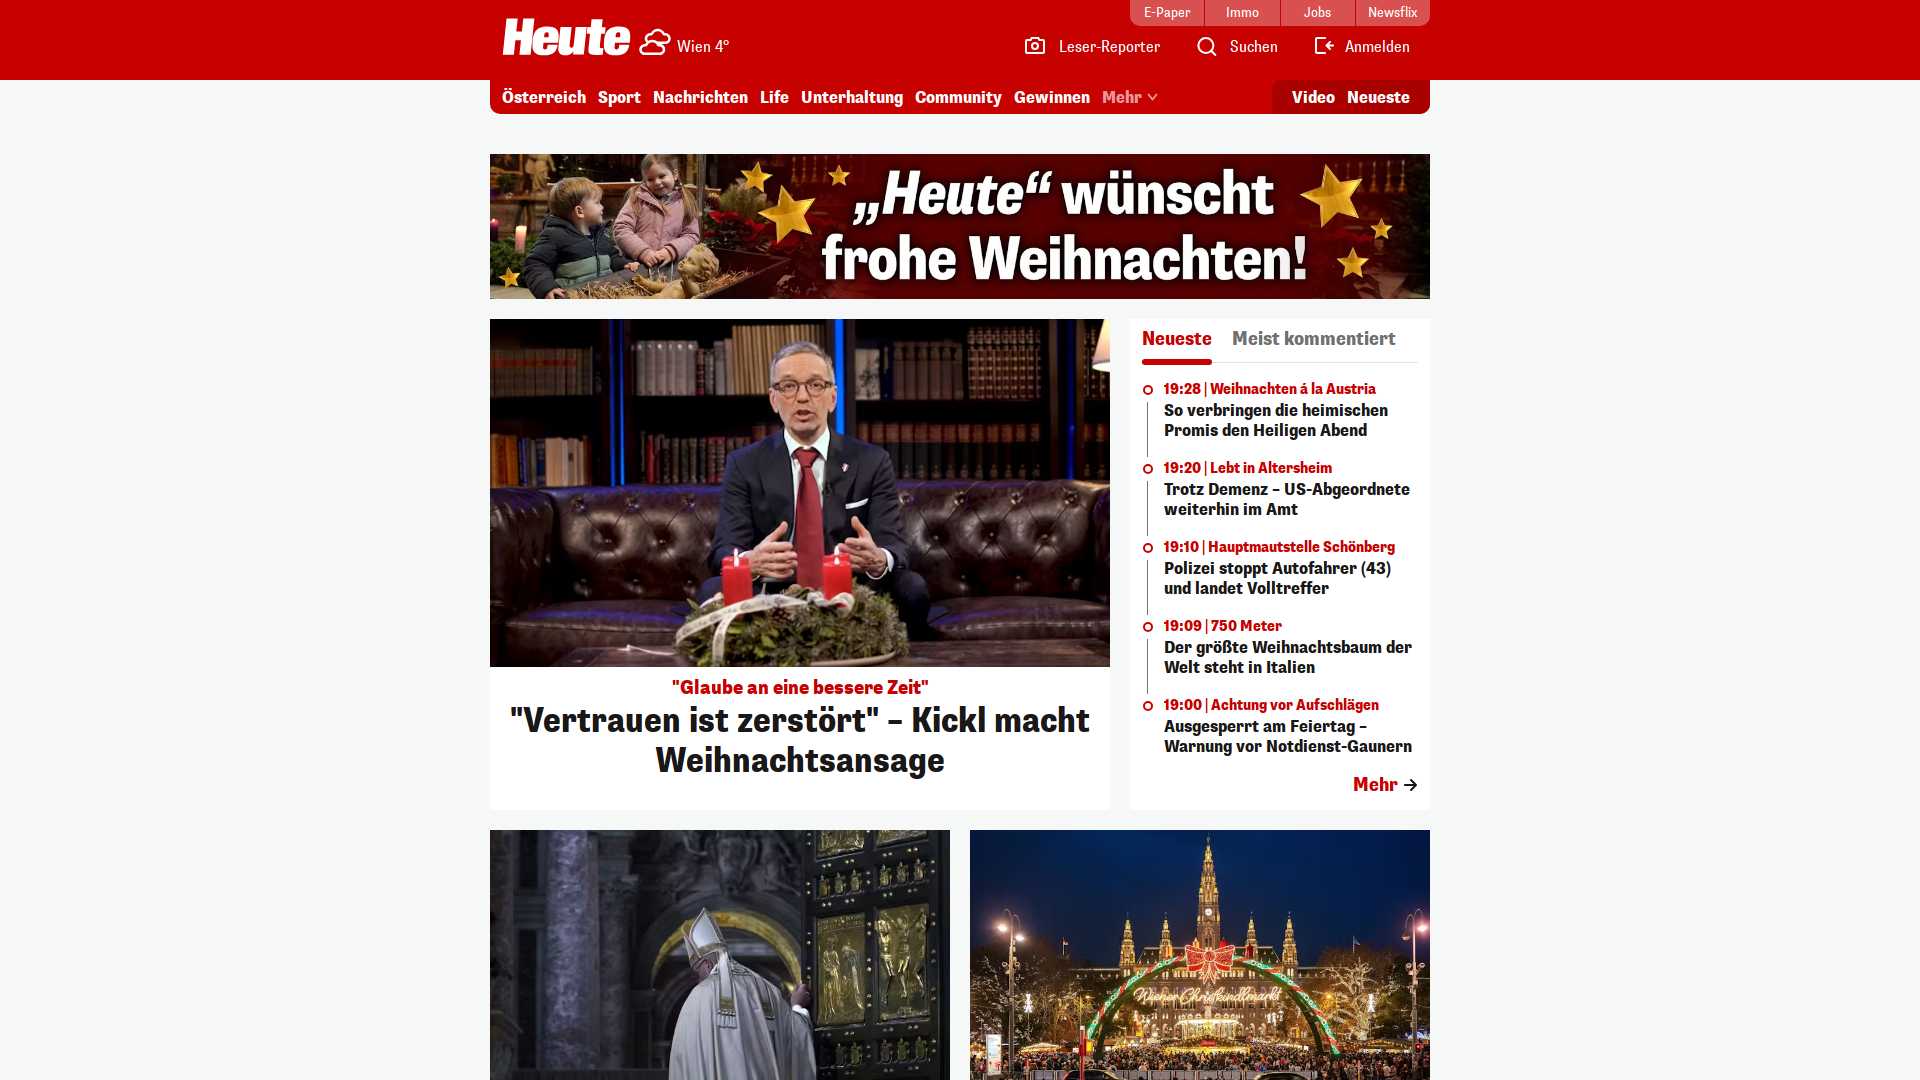 E-Paper
Immo
Jobs
Newsflix
Heute
Wien 4°
Leser-Reporter
Suchen
Anmelden
Österreich
Sport
Nachrichten
Life
Unterhaltung
Community
Gewinnen
Mehr
Video
Neueste
„Heute“ wünscht
frohe Weihnachten!
"Glaube an eine bessere Zeit"
"Vertrauen ist zerstört" – Kickl macht
Weihnachtsansage
Neueste
Meist kommentiert
19:28 | Weihnachten á la Austria
So verbringen die heimischen
Promis den Heiligen Abend
19:20 | Lebt in Altersheim
Trotz Demenz – US-Abgeordnete
weiterhin im Amt
19:10 | Hauptmautstelle Schönberg
Polizei stoppt Autofahrer (43)
und landet Volltreffer
19:09 | 750 Meter
Der größte Weihnachtsbaum der
Welt steht in Italien
19:00 | Achtung vor Aufschlägen
Ausgesperrt am Feiertag –
Warnung vor Notdienst-Gaunern
Mehr
Wiener Christkindlmarkt